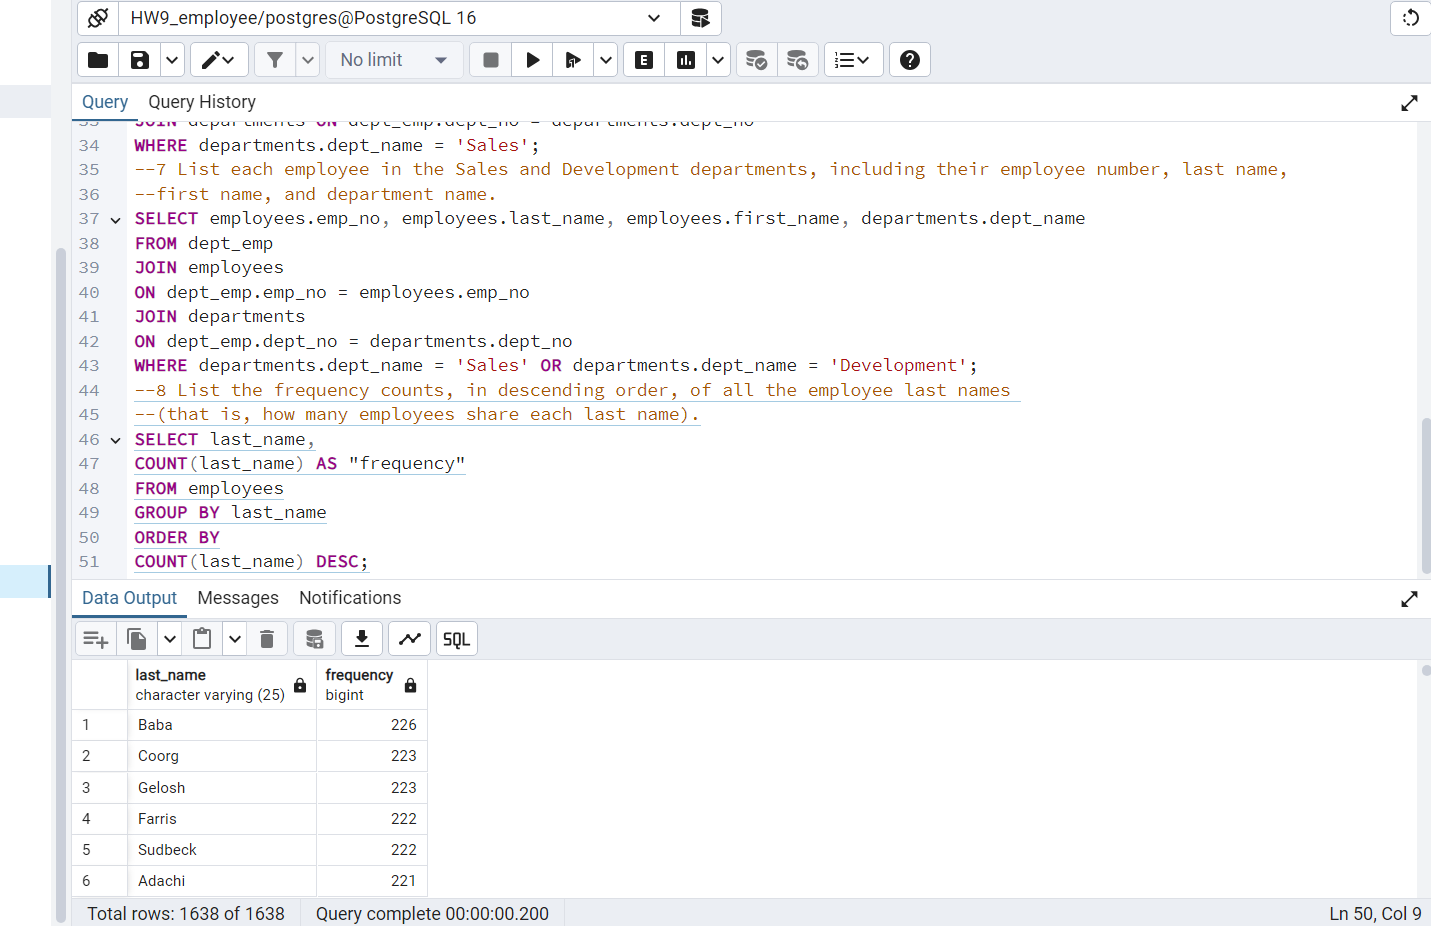 HW9_employee/postgres@PostgreSQL 16
No limit
E
Query Query History
33 JOIN departments ON dept_emp.dept_no = departments.dept_no
34 WHERE departments.dept_name = 'Sales';
35 --7 List each employee in the Sales and Development departments, including their employee number, last name,
36 --first name, and department name.
37 SELECT employees.emp_no, employees.last_name, employees.first_name, departments.dept_name
38 FROM dept_emp
39 JOIN employees
40 ON dept_emp.emp_no = employees.emp_no
41 JOIN departments
42 ON dept_emp.dept_no = departments.dept_no
43 WHERE departments.dept_name = 'Sales' OR departments.dept_name = 'Development';
44 --8 List the frequency counts, in descending order, of all the employee last names
45 --(that is, how many employees share each last name).
46 SELECT last_name,
47 COUNT(last_name) AS "frequency"
48 FROM employees
49 GROUP BY last_name
50 ORDER BY
51 COUNT(last_name) DESC;
Data Output Messages Notifications
SQL
last_name frequency
character varying (25) bigint
1 Baba 226
2 Coorg 223
3 Gelosh 223
4 Farris 222
5 Sudbeck 222
6 Adachi 221
Total rows: 1638 of 1638 Query complete 00:00:00.200 Ln 50, Col 9